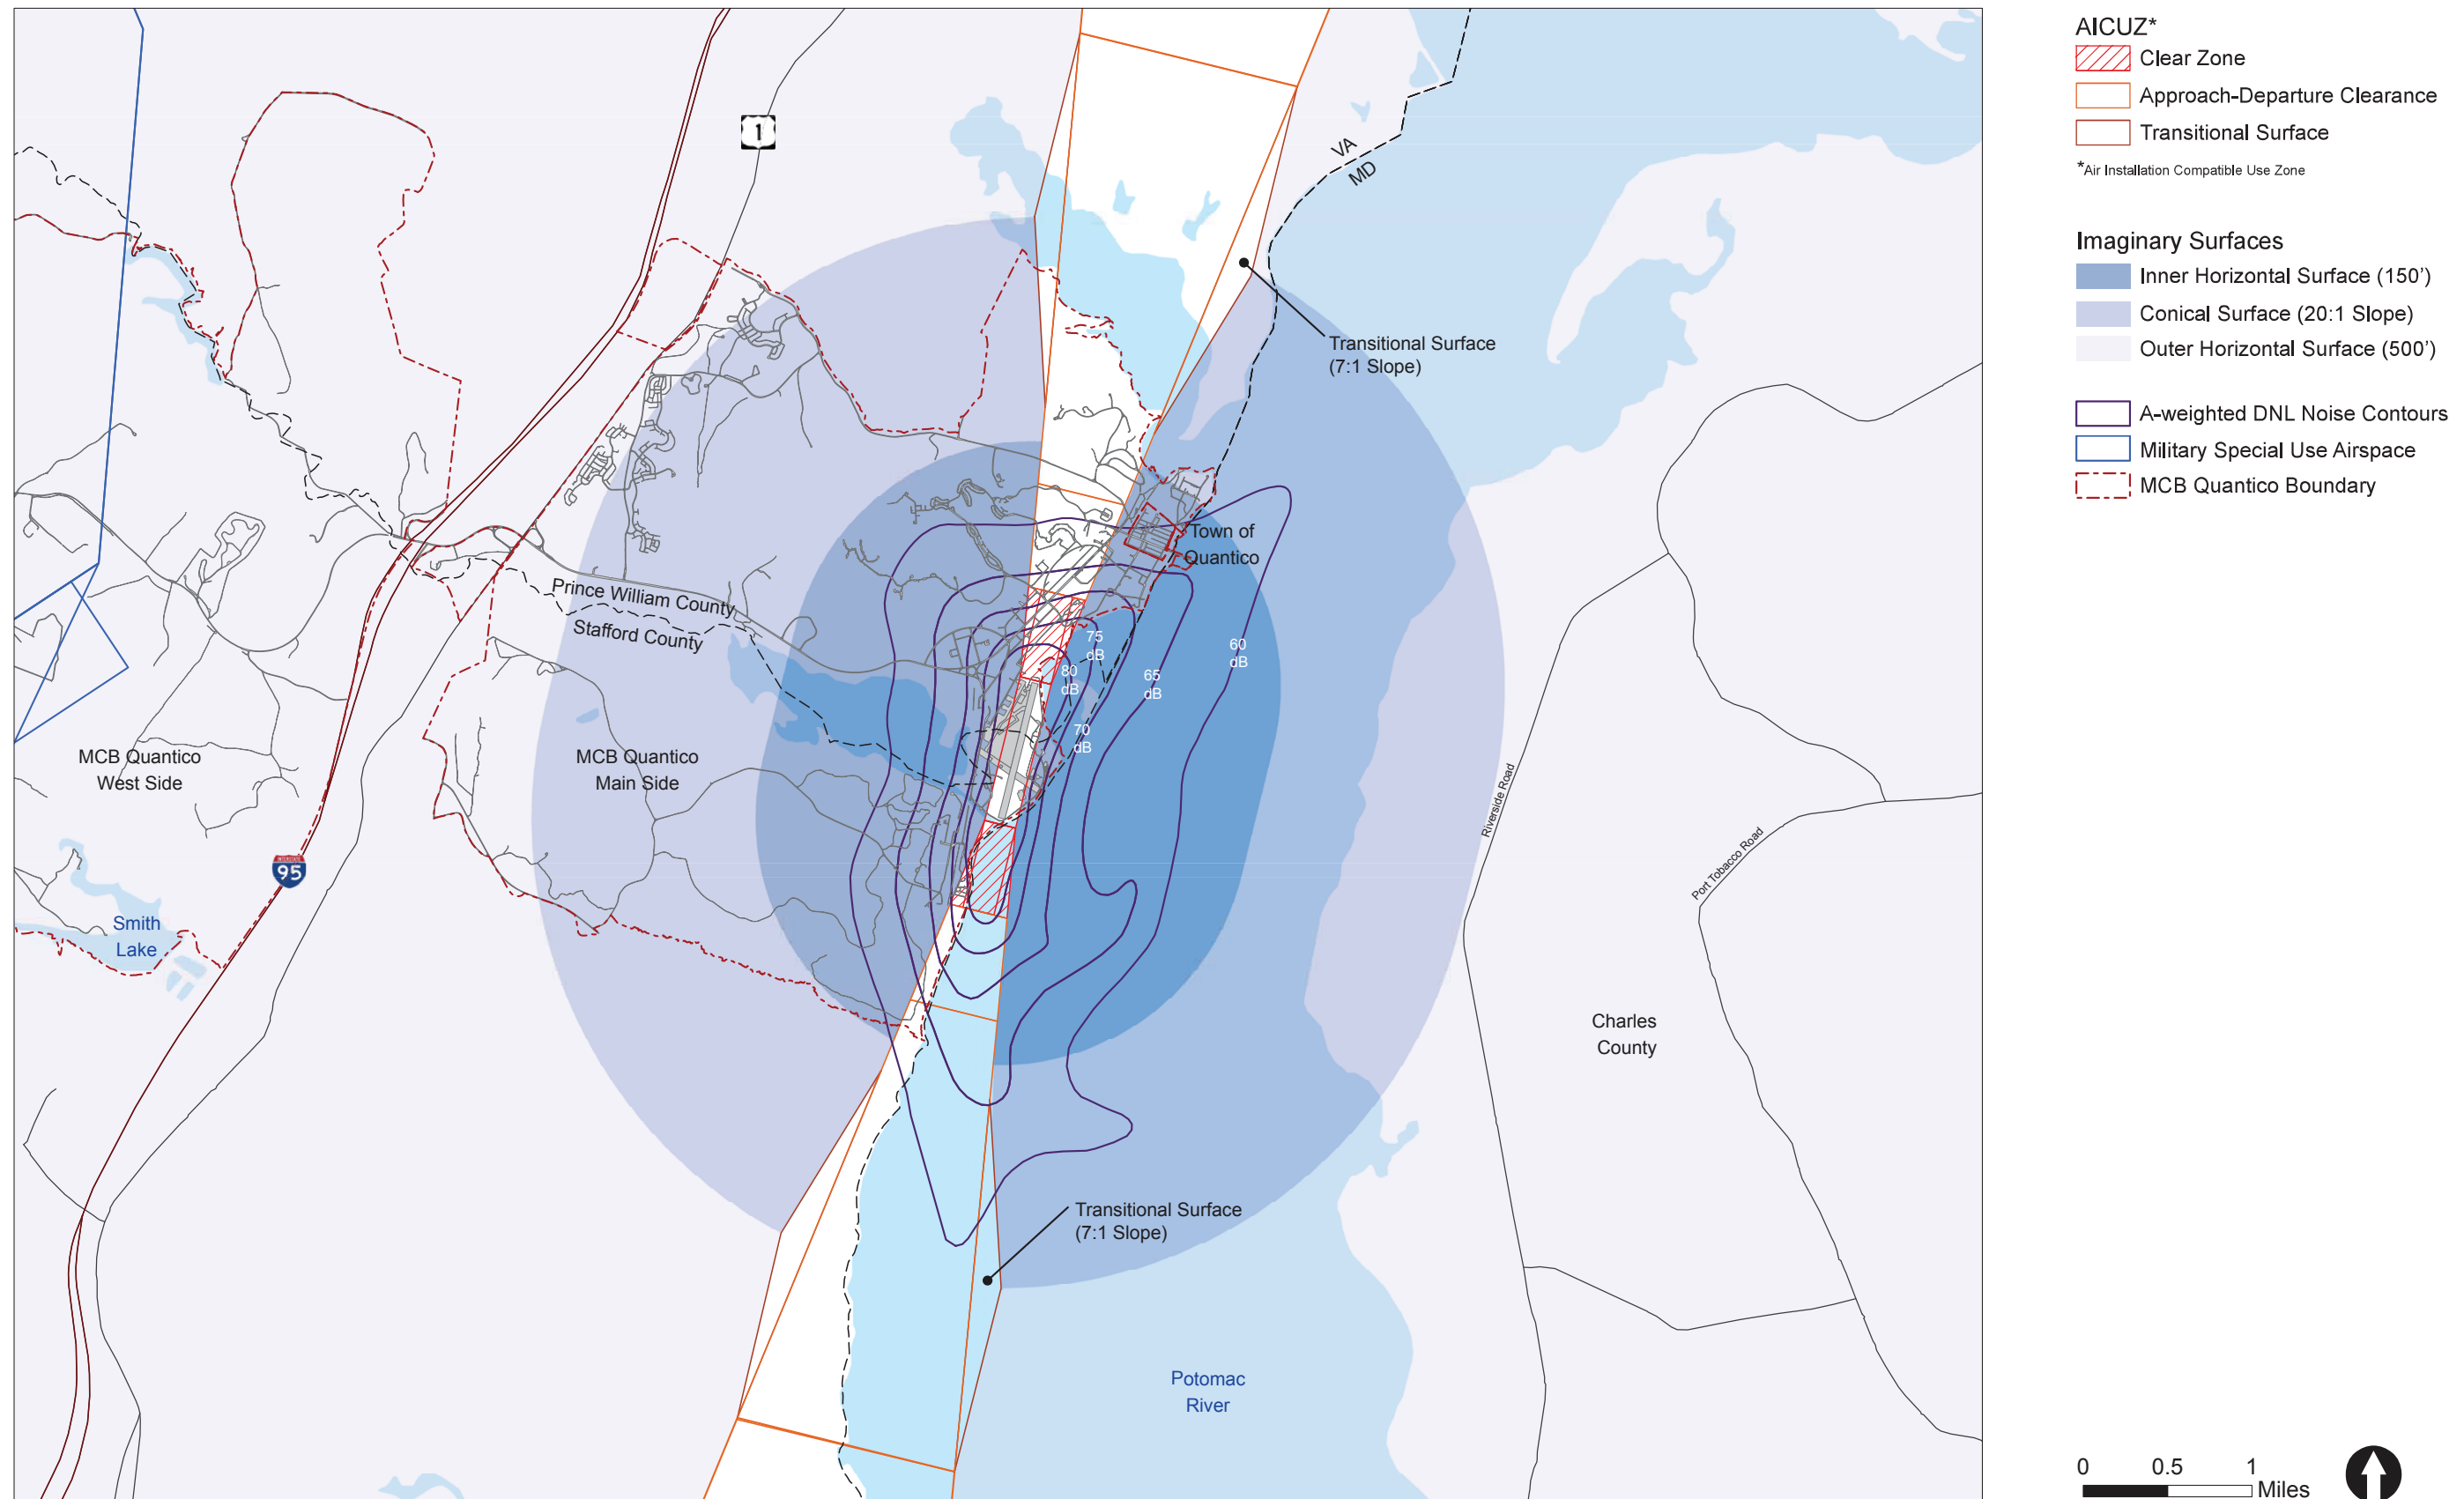 AICUZ*
Clear Zone
Approach-Departure Clearance
Transitional Surface
*Air Installation Compatible Use Zone
Imaginary Surfaces
Inner Horizontal Surface (150’)
Conical Surface (20:1 Slope)
Outer Horizontal Surface (500’)
A-weighted DNL Noise Contours
Military Special Use Airspace
MCB Quantico Boundary
1
VA
MD
Transitional Surface
(7:1 Slope)
Town of
Quantico
Prince William County
Stafford County
75
dB
60
dB
80
dB
65
dB
70
dB
MCB Quantico
West Side
MCB Quantico
Main Side
Riverside Road
Port Tobacco Road
INTERSTATE
95
Smith
Lake
Charles
County
Transitional Surface
(7:1 Slope)
Potomac
River
0 0.5 1
Miles